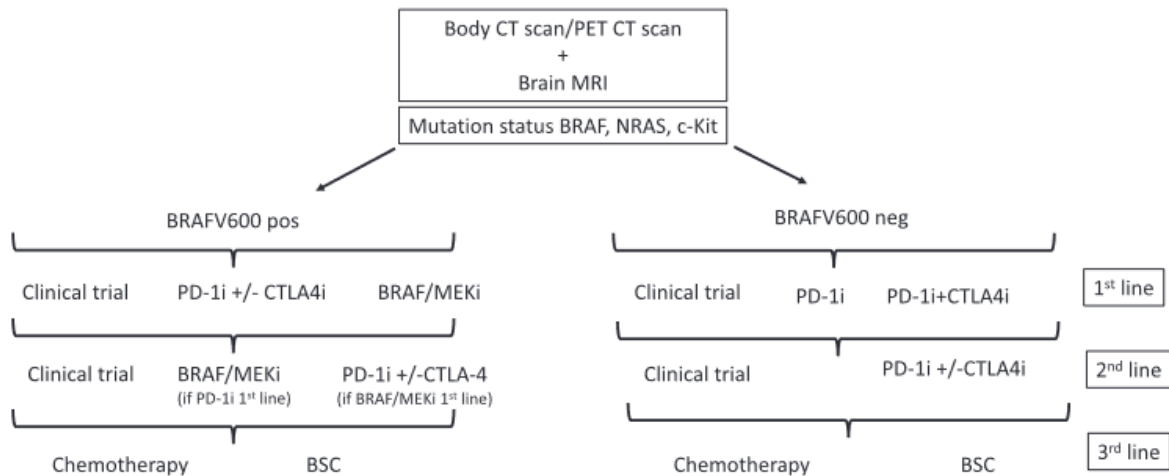 Body CT scan/PET CT scan
+
Brain MRI
Mutation status BRAF, NRAS, c-Kit
BRAFV600 pos
BRAFV600 neg
Clinical trial PD-1i +/- CTLA4i BRAF/MEKi
Clinical trial PD-1i PD-1i+CTLA4i
1st line
Clinical trial BRAF/MEKi PD-1i +/-CTLA-4
(if PD-1i 1st line) (if BRAF/MEKi 1st line)
Clinical trial PD-1i +/-CTLA4i
2nd line
Chemotherapy BSC
Chemotherapy BSC
3rd line